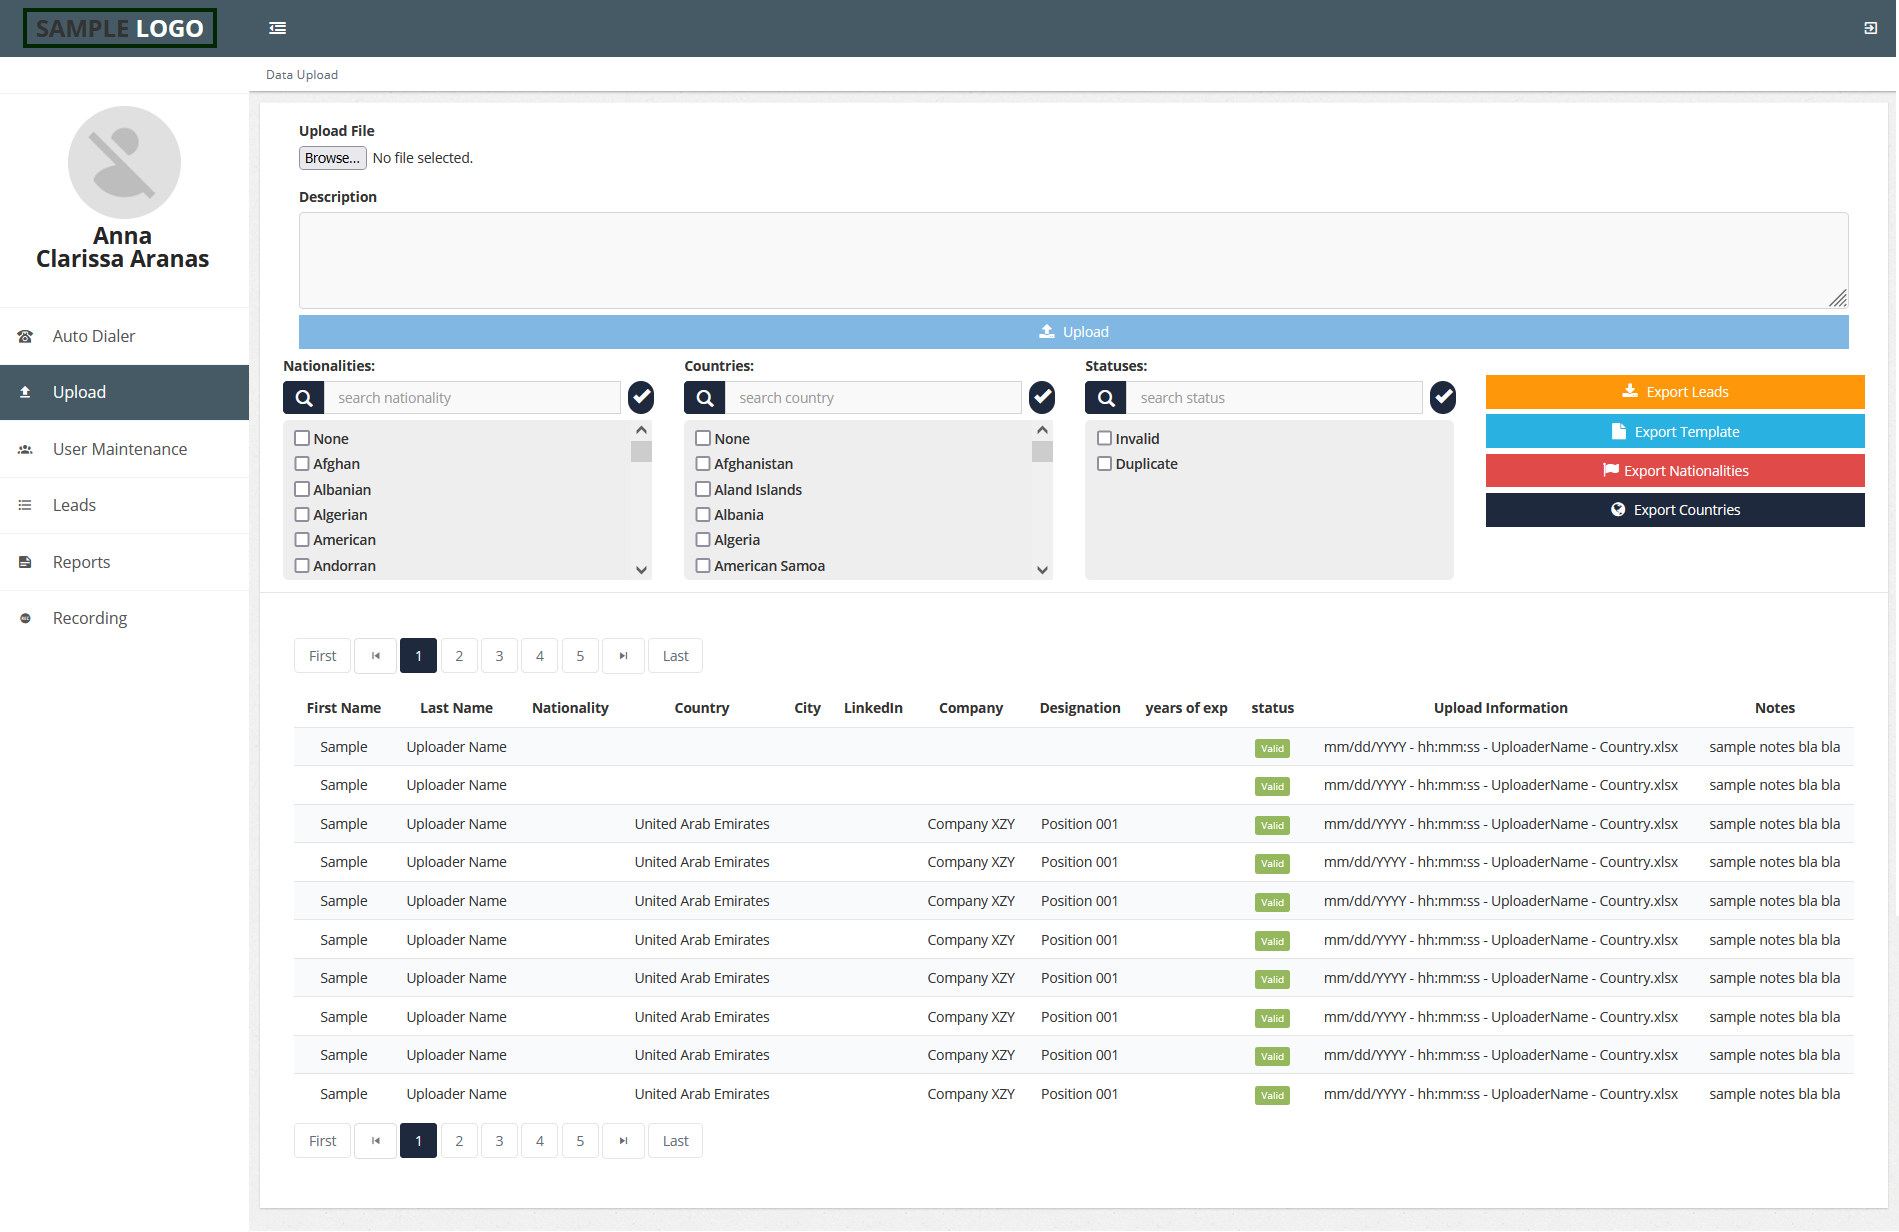 SAMPLE LOGO
Data Upload
Anna
Clarissa Aranas
Auto Dialer
Upload
User Maintenance
Leads
Reports
Recording
Upload File
Browse... No file selected.
Description
Upload
Nationalities:
search nationality
None
Afghan
Albanian
Algerian
American
Andorran
Countries:
search country
None
Afghanistan
Aland Islands
Albania
Algeria
American Samoa
Statuses:
search status
Invalid
Duplicate
Export Leads
Export Template
Export Nationalities
Export Countries
First 1 2 3 4 5 Last
First Name Last Name Nationality Country City LinkedIn Company Designation years of exp status Upload Information Notes
Sample Uploader Name Valid mm/dd/YYYY - hh:mm:ss - UploaderName - Country.xlsx sample notes bla bla
Sample Uploader Name Valid mm/dd/YYYY - hh:mm:ss - UploaderName - Country.xlsx sample notes bla bla
Sample Uploader Name United Arab Emirates Company XZY Position 001 Valid mm/dd/YYYY - hh:mm:ss - UploaderName - Country.xlsx sample notes bla bla
Sample Uploader Name United Arab Emirates Company XZY Position 001 Valid mm/dd/YYYY - hh:mm:ss - UploaderName - Country.xlsx sample notes bla bla
Sample Uploader Name United Arab Emirates Company XZY Position 001 Valid mm/dd/YYYY - hh:mm:ss - UploaderName - Country.xlsx sample notes bla bla
Sample Uploader Name United Arab Emirates Company XZY Position 001 Valid mm/dd/YYYY - hh:mm:ss - UploaderName - Country.xlsx sample notes bla bla
Sample Uploader Name United Arab Emirates Company XZY Position 001 Valid mm/dd/YYYY - hh:mm:ss - UploaderName - Country.xlsx sample notes bla bla
Sample Uploader Name United Arab Emirates Company XZY Position 001 Valid mm/dd/YYYY - hh:mm:ss - UploaderName - Country.xlsx sample notes bla bla
Sample Uploader Name United Arab Emirates Company XZY Position 001 Valid mm/dd/YYYY - hh:mm:ss - UploaderName - Country.xlsx sample notes bla bla
Sample Uploader Name United Arab Emirates Company XZY Position 001 Valid mm/dd/YYYY - hh:mm:ss - UploaderName - Country.xlsx sample notes bla bla
First 1 2 3 4 5 Last